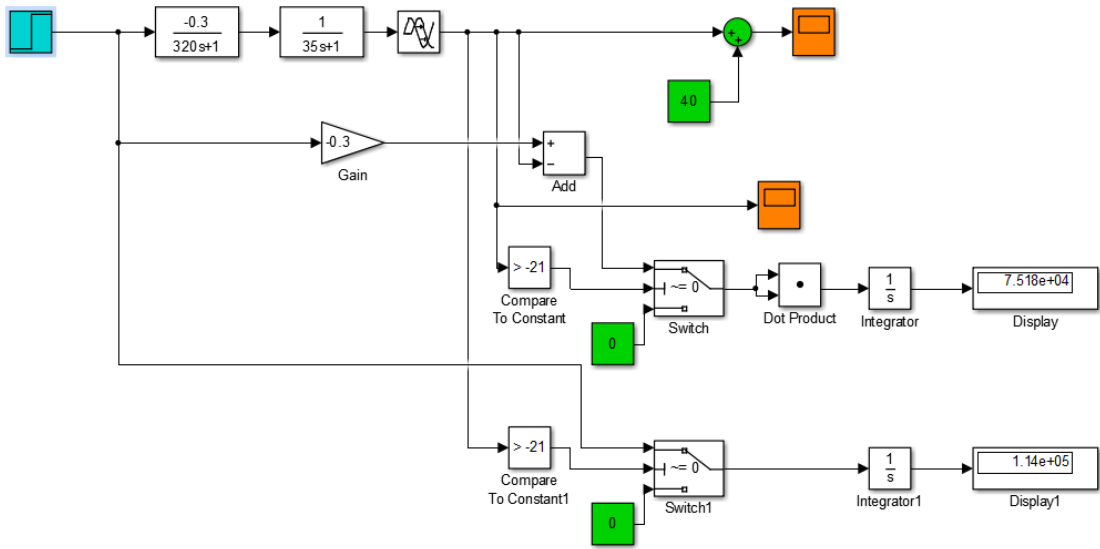 -0.3
320s+1
1
35s+1
+
+
40
-0.3
Gain
+
−
Add
> -21
Compare
To Constant
~= 0
Switch
0
Dot Product
1
s
Integrator
7.518e+04
Display
> -21
Compare
To Constant1
~= 0
Switch1
0
1
s
Integrator1
1.14e+05
Display1